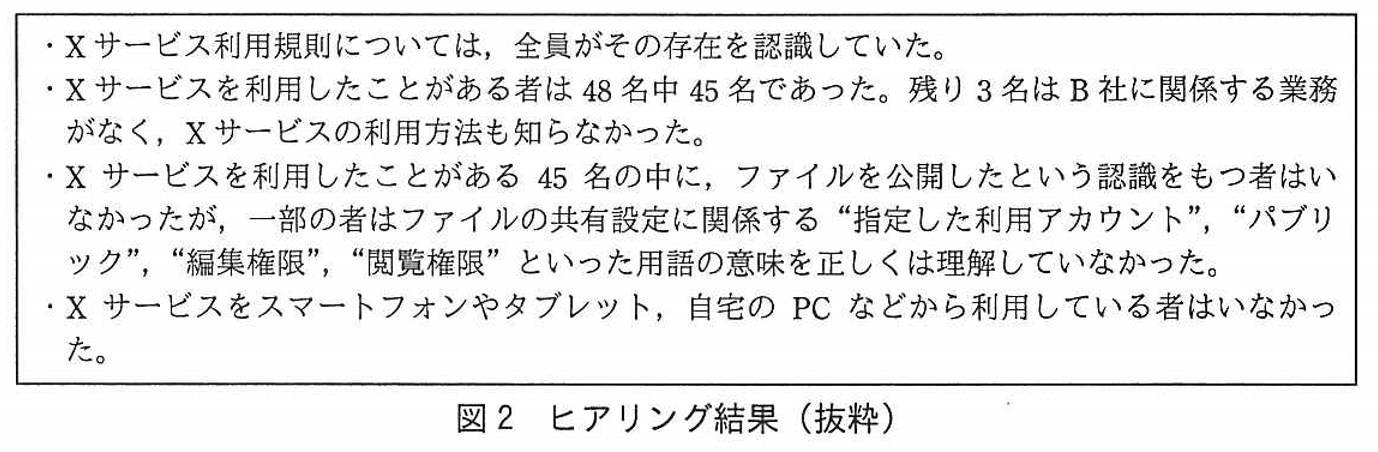 ・X サービス利用規則については，全員がその存在を認識していた。
・X サービスを利用したことがある者は 48 名中 45 名であった。残り 3 名は B 社に関係する業務
がなく，X サービスの利用方法も知らなかった。
・X サービスを利用したことがある 45 名の中に，ファイルを公開したという認識をもつ者はい
なかったが，一部の者はファイルの共有設定に関係する “指定した利用アカウント”，“パブリ
ック”，“編集権限”，“閲覧権限” といった用語の意味を正しくは理解していなかった。
・X サービスをスマートフォンやタブレット，自宅の PC などから利用している者はいなかっ
た。
図2　ヒアリング結果（抜粋）